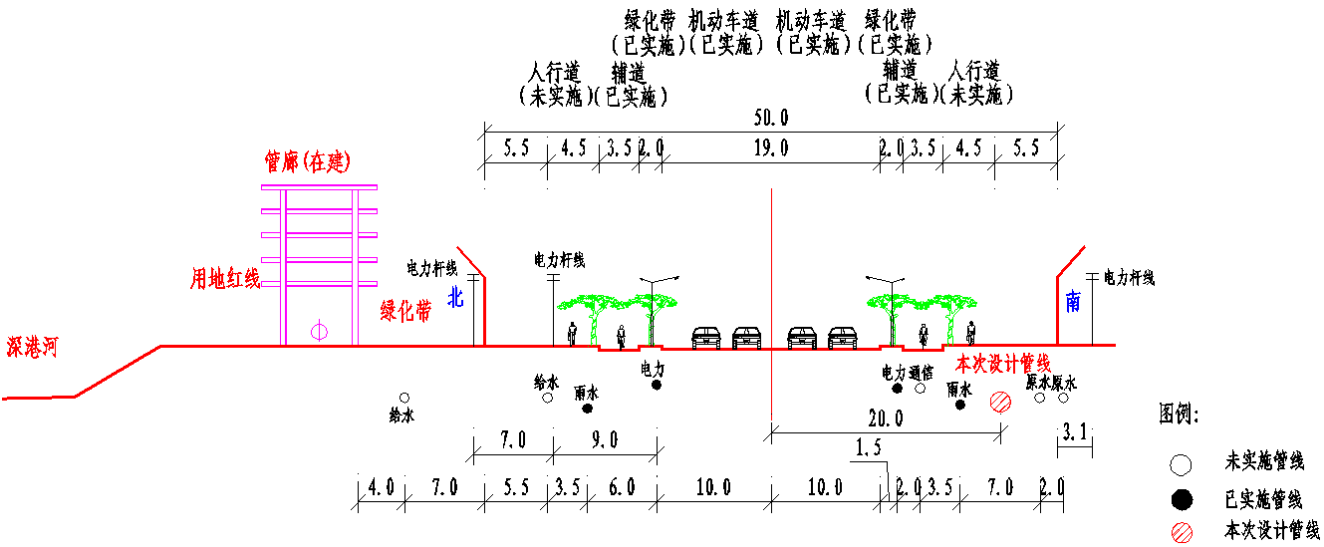 绿化带 机动车道 机动车道 绿化带
(已实施)(已实施) (已实施)(已实施)
人行道 辅道 辅道 人行道
(未实施)(已实施) (已实施)(未实施)
50.0
5.5 4.5 3.5 2.0 19.0 2.0 3.5 4.5 5.5
管廊(在建)
电力杆线 电力杆线 电力杆线
用地红线 北 南
绿化带
深港河
本次设计管线
电力 电力 通信
给水 雨水 雨水 原水 原水
给水
20.0
7.0 9.0 3.1
1.5
4.0 7.0 5.5 3.5 6.0 10.0 10.0 2.0 3.5 7.0 2.0
图例:
未实施管线
已实施管线
本次设计管线